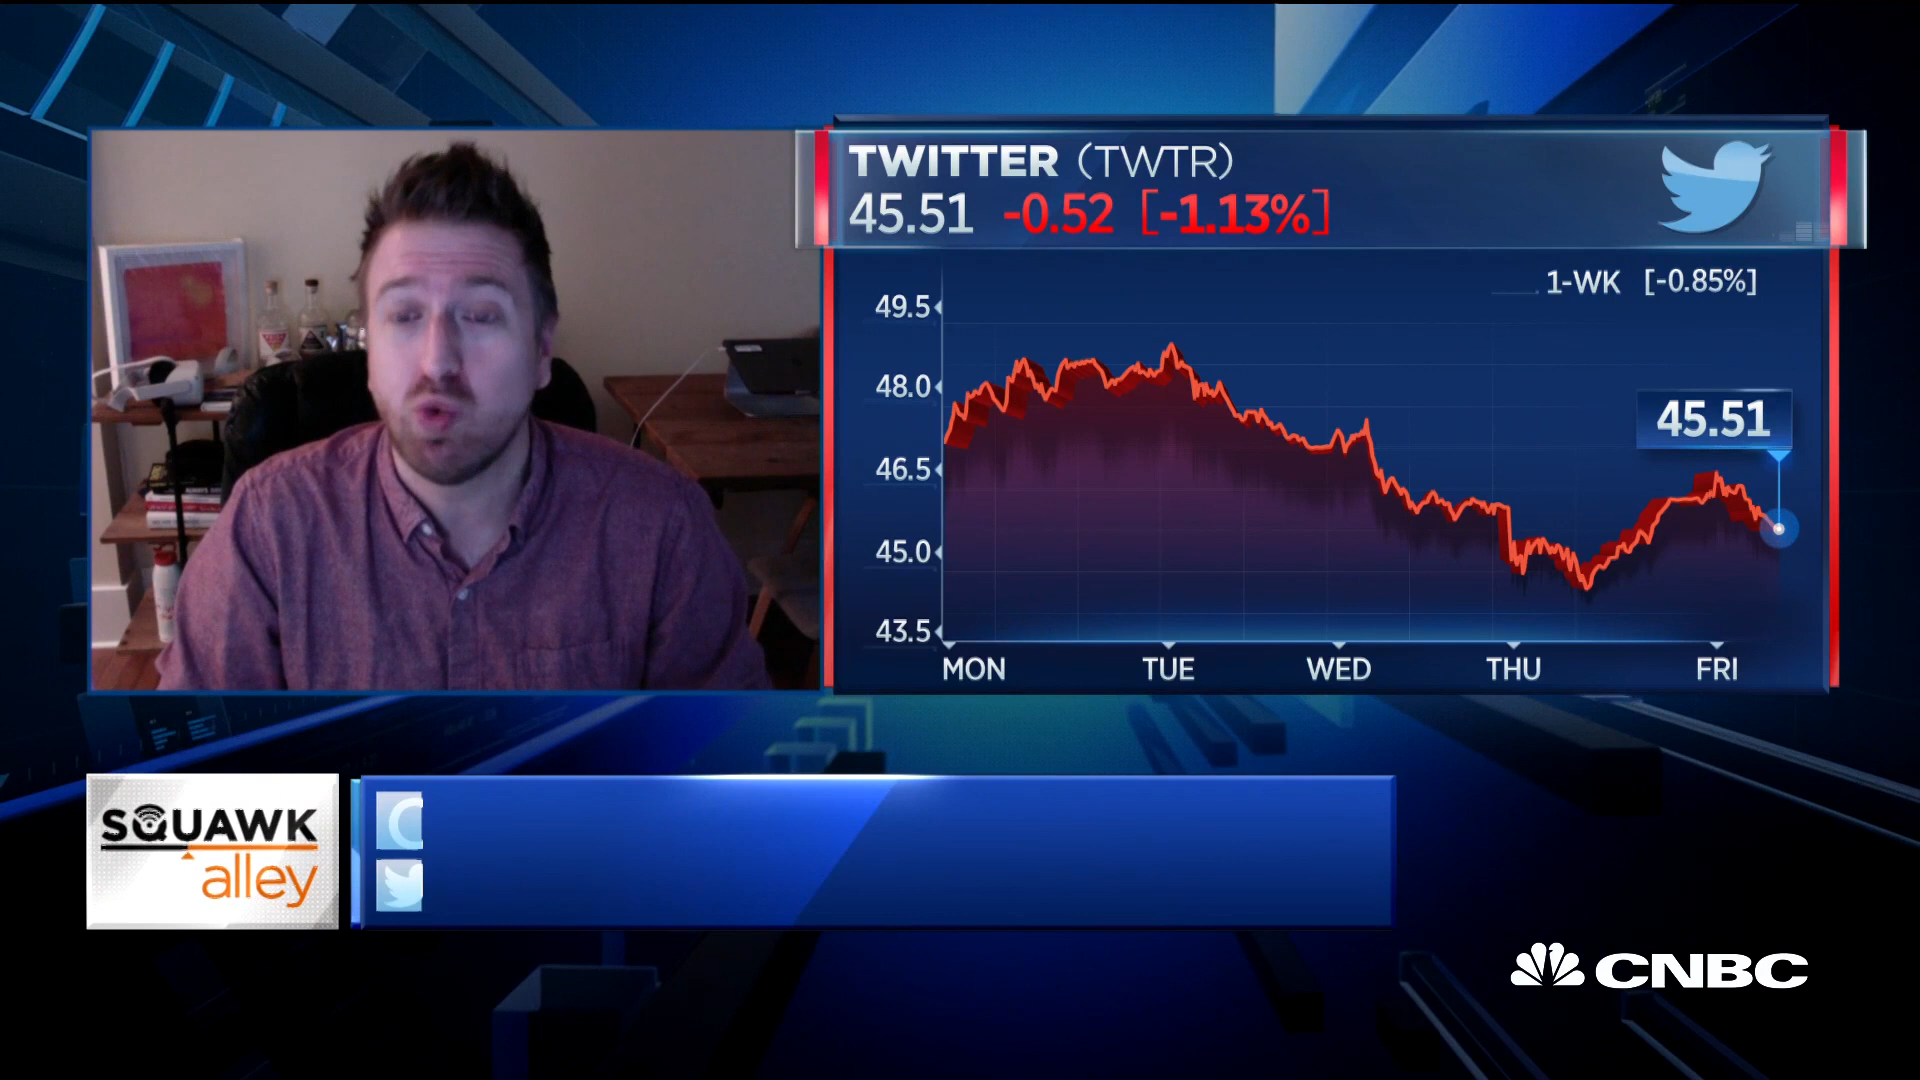 TWITTER (TWTR)
45.51 -0.52 [-1.13%]
1-WK [-0.85%]
49.5
48.0
46.5
45.0
43.5
45.51
MON TUE WED THU FRI
SQUAWK
alley
CNBC